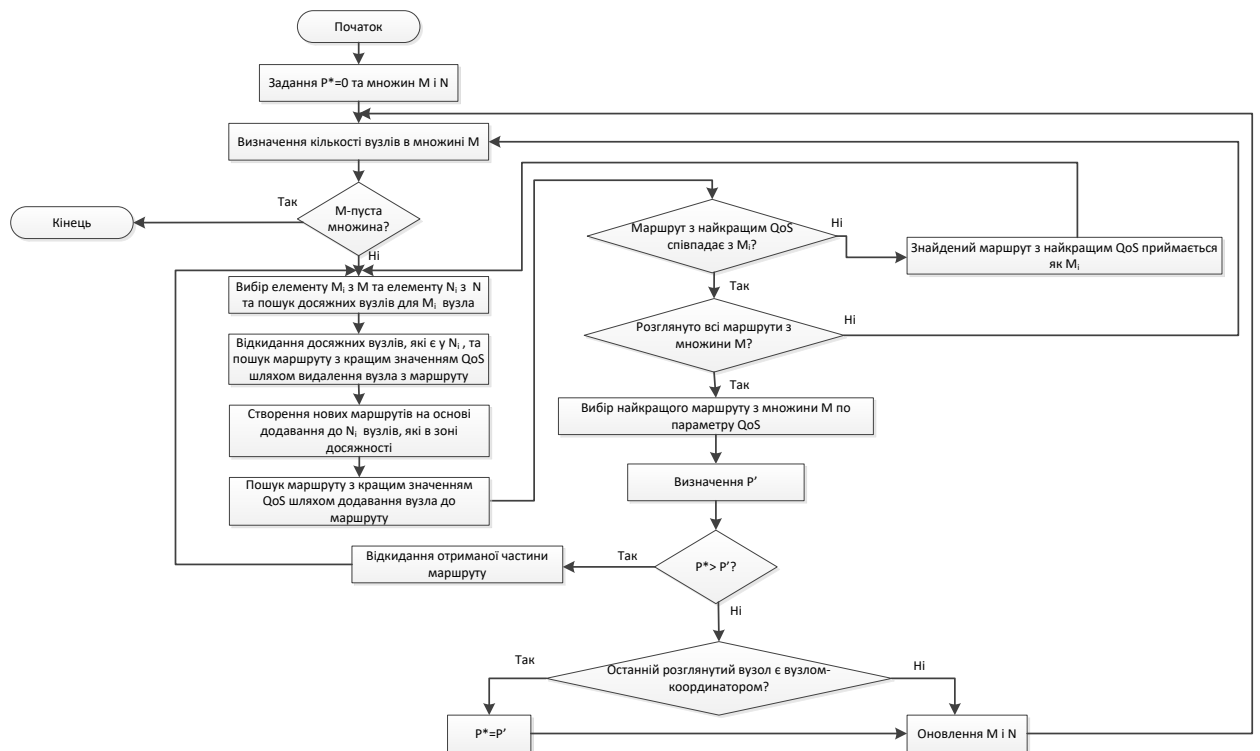 Початок
Задання P*=0 та множин M і N
Визначення кількості вузлів в множині M
М-пуста
множина?
Так
Кінець
Ні
Вибір елементу Mᵢ з M та елементу Nᵢ з N
та пошук досяжних вузлів для Mᵢ вузла
Відкидання досяжних вузлів, які є у Nᵢ , та
пошук маршруту з кращим значенням QoS
шляхом видалення вузла з маршруту
Створення нових маршрутів на основі
додавання до Nᵢ вузлів, які в зоні
досяжності
Пошук маршруту з кращим значенням
QoS шляхом додавання вузла до
маршруту
Маршрут з найкращим QoS
співпадає з Mᵢ?
Ні
Знайдений маршрут з найкращим QoS приймається
як Mᵢ
Так
Розглянуто всі маршрути з
множини M?
Ні
Так
Вибір найкращого маршруту з множини M по
параметру QoS
Визначення P’
P*> P’?
Так
Відкидання отриманої частини
маршруту
Ні
Останній розглянутий вузол є вузлом-
координатором?
Так
Ні
P*=P’
Оновлення M і N